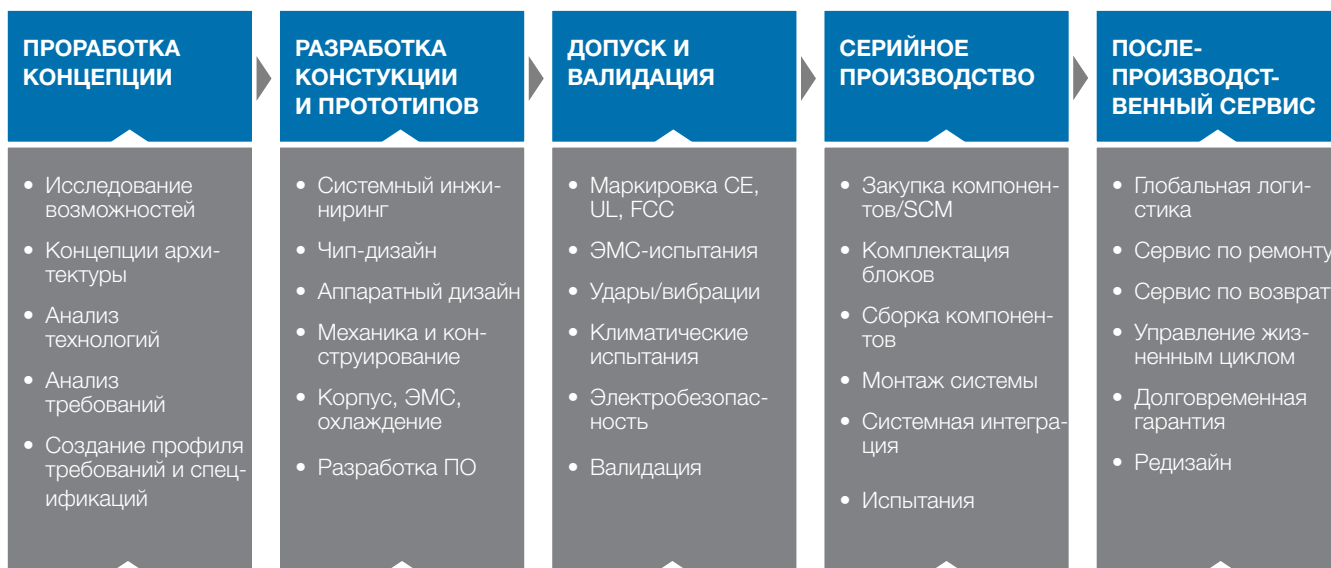 ПРОРАБОТКА
КОНЦЕПЦИИ
• Исследование
возможностей
• Концепции архи-
тектуры
• Анализ
технологий
• Анализ
требований
• Создание профиля
требований и спец-
ификаций
РАЗРАБОТКА
КОНСТУКЦИИ
И ПРОТОТИПОВ
• Системный инжи-
ниринг
• Чип-дизайн
• Аппаратный дизайн
• Механика и кон-
струирование
• Корпус, ЭМС,
охлаждение
• Разработка ПО
ДОПУСК И
ВАЛИДАЦИЯ
• Маркировка CE,
UL, FCC
• ЭМС-испытания
• Удары/вибрации
• Климатические
испытания
• Электробезопас-
ность
• Валидация
СЕРИЙНОЕ
ПРОИЗВОДСТВО
• Закупка компонен-
тов/SCM
• Комплектация
блоков
• Сборка компонен-
тов
• Монтаж системы
• Системная интегра-
ция
• Испытания
ПОСЛЕ-
ПРОИЗВОДСТ-
ВЕННЫЙ СЕРВИС
• Глобальная логи-
стика
• Сервис по ремонту
• Сервис по возврат
• Управление жиз-
ненным циклом
• Долговременная
гарантия
• Редизайн